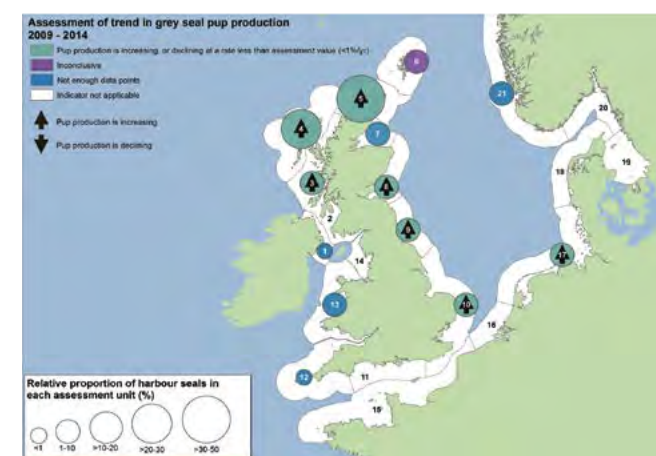 Assessment of trend in grey seal pup production
2009 - 2014
Pup production is increasing, or declining at a rate less than assessment value (<1%/yr)
Inconclusive
Not enough data points
Indicator not applicable
Pup production is increasing
Pup production is declining
21
20
19
18
7
2
1
14
13
17
10
16
12
11
15
Relative proportion of harbour seals in
each assessment unit (%)
<1
1-10
>10-20
>20-30
>30-50